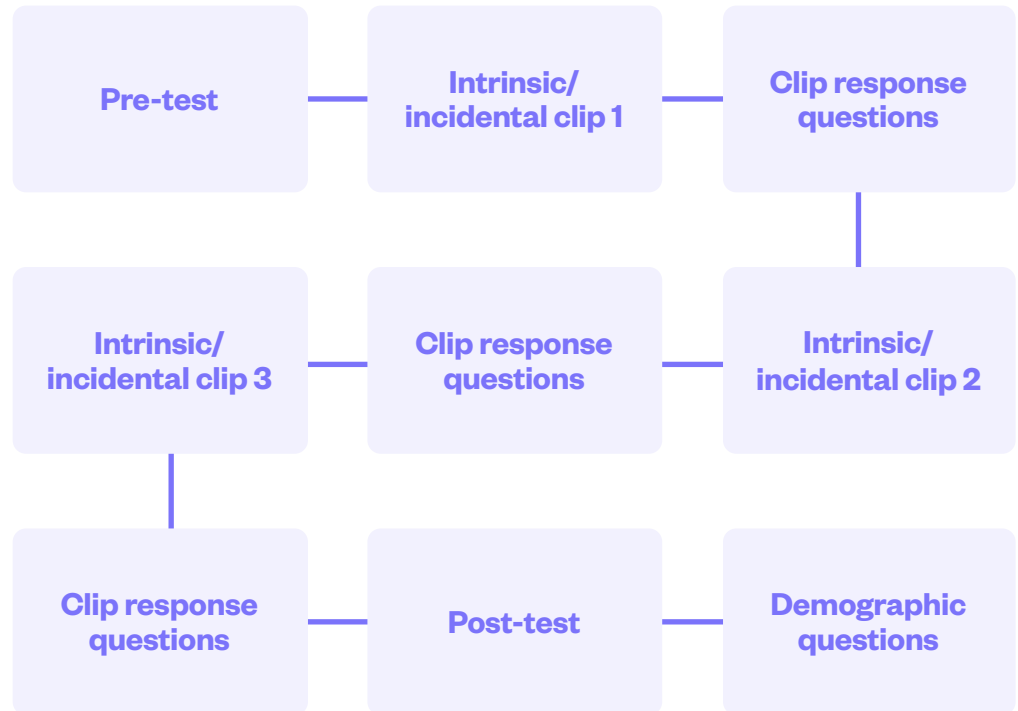 Pre-test
Intrinsic/
incidental clip 1
Clip response
questions
Intrinsic/
incidental clip 3
Clip response
questions
Intrinsic/
incidental clip 2
Clip response
questions
Post-test
Demographic
questions